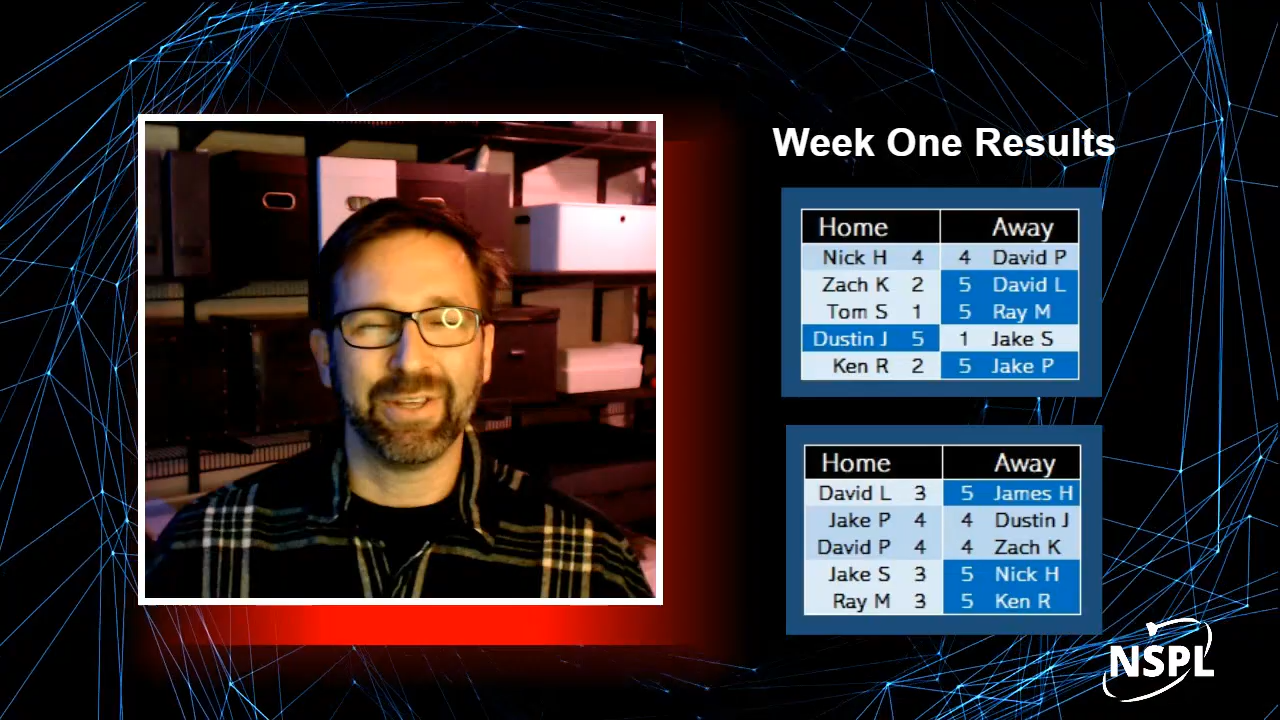 Week One Results
Home Away
Nick H 4 4 David P
Zach K 2 5 David L
Tom S 1 5 Ray M
Dustin J 5 1 Jake S
Ken R 2 5 Jake P
Home Away
David L 3 5 James H
Jake P 4 4 Dustin J
David P 4 4 Zach K
Jake S 3 5 Nick H
Ray M 3 5 Ken R
NSPL